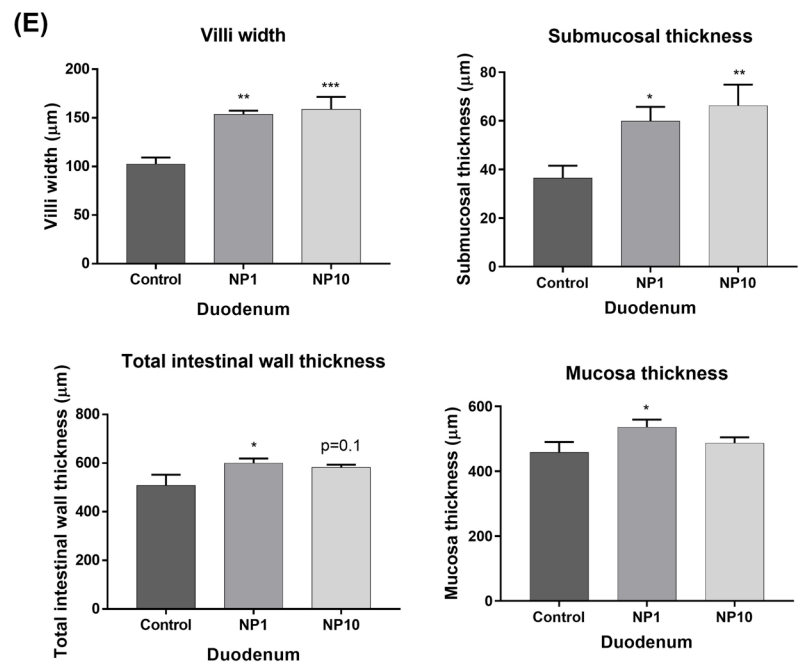 (E)
Villi width
Villi width (μm)
200
150
100
50
0
**
***
Control NP1 NP10
Duodenum
Submucosal thickness
Submucosal thickness (μm)
80
60
40
20
0
*
**
Control NP1 NP10
Duodenum
Total intestinal wall thickness
Total intestinal wall thickness (μm)
800
600
400
200
0
*
p=0.1
Control NP1 NP10
Duodenum
Mucosa thickness
Mucosa thickness (μm)
600
400
200
0
*
Control NP1 NP10
Duodenum